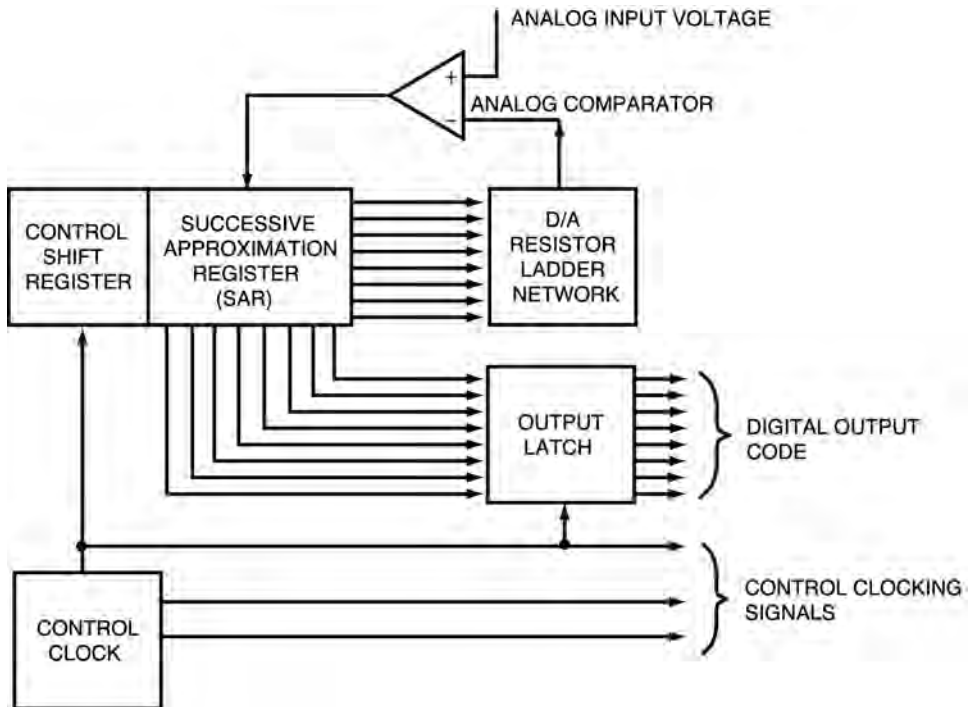 ANALOG INPUT VOLTAGE
+
ANALOG COMPARATOR
−
CONTROL
SHIFT
REGISTER
SUCCESSIVE
APPROXIMATION
REGISTER
(SAR)
D/A
RESISTOR
LADDER
NETWORK
OUTPUT
LATCH
DIGITAL OUTPUT
CODE
CONTROL CLOCKING
SIGNALS
CONTROL
CLOCK